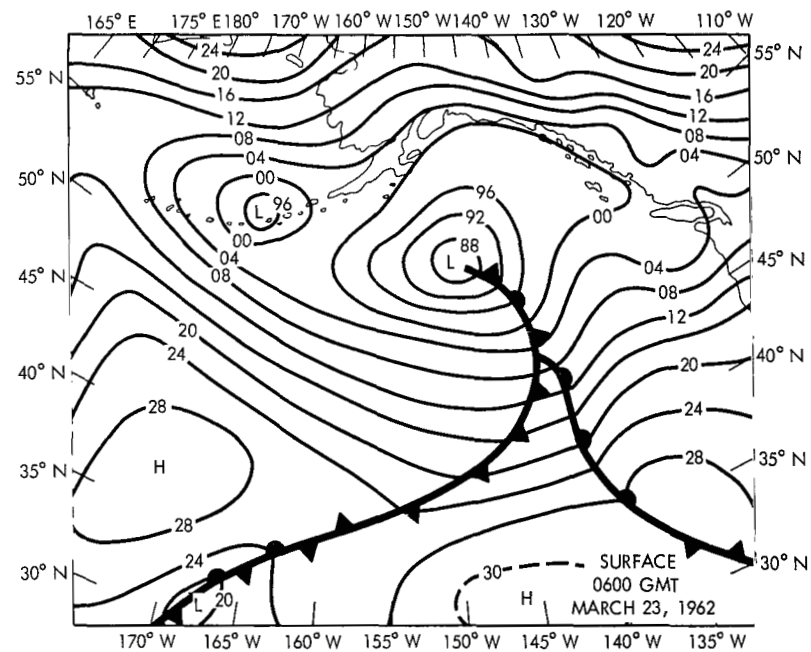 165° E 175° E 180° 170° W 160° W 150° W 140° W 130° W 120° W 110° W
24 24
55° N 20 20 55° N
16 16
12 12
08 08
50° N 04 04 50° N
00 96 00
L 96
00 92
04 88 04
45° N 08 L 08 45° N
12
20
40° N 24 20 40° N
28 24
35° N H 28 35° N
28
24
30° N 30 SURFACE 30° N
L 20 H 0600 GMT
MARCH 23, 1962
170° W 165° W 160° W 155° W 150° W 145° W 140° W 135° W